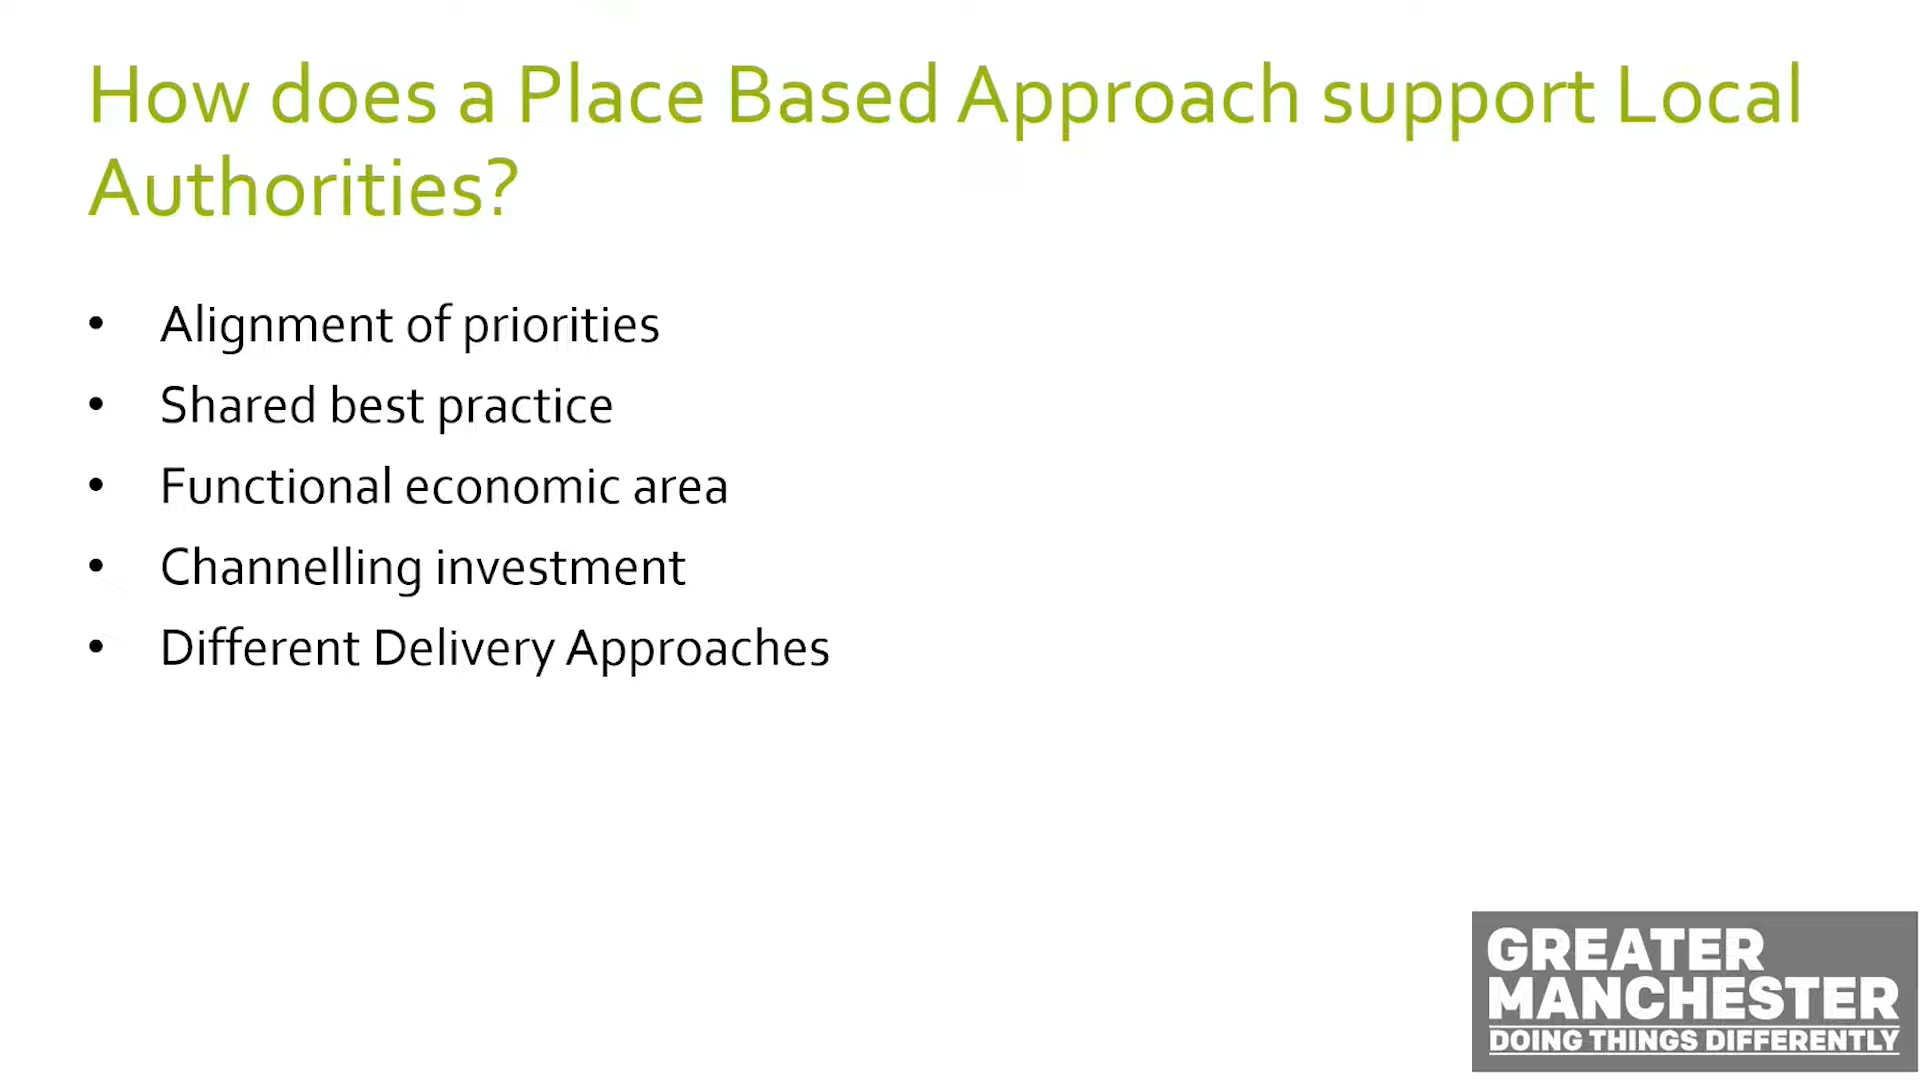 How does a Place Based Approach support Local
Authorities?
• Alignment of priorities
• Shared best practice
• Functional economic area
• Channelling investment
• Different Delivery Approaches
GREATER
MANCHESTER
DOING THINGS DIFFERENTLY